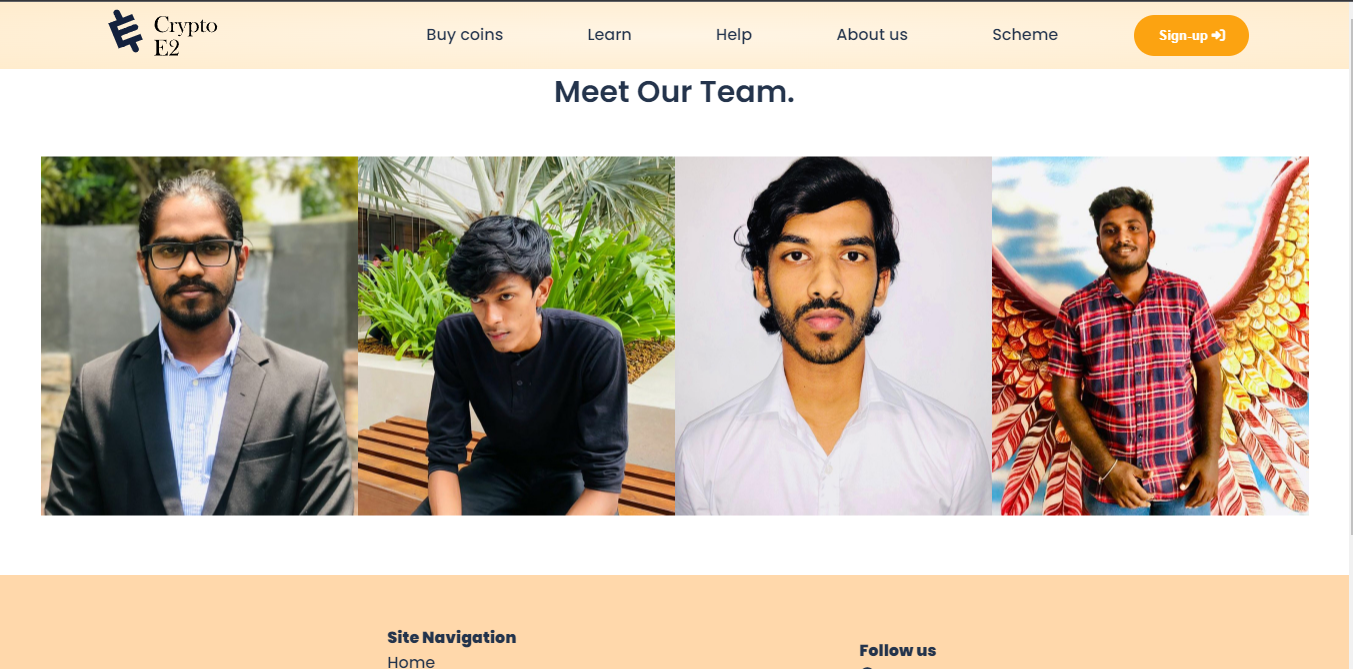 Crypto
E2
Buy coins
Learn
Help
About us
Scheme
Sign-up
Meet Our Team.
Site Navigation
Home
Follow us